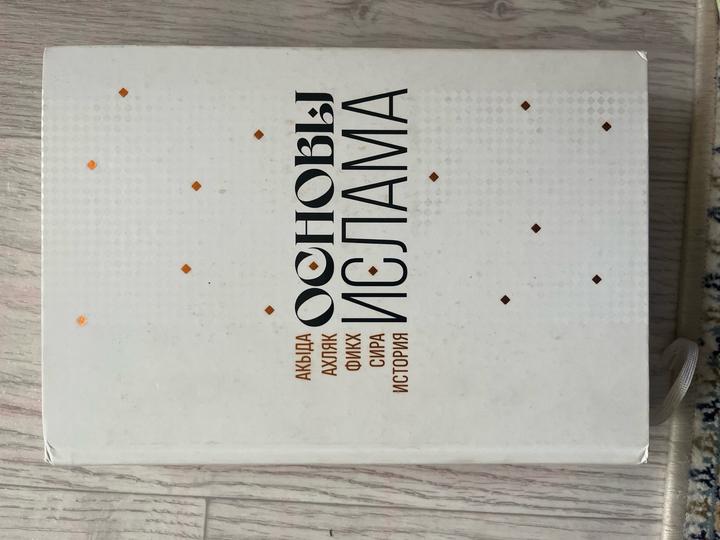 АКЫДА
АХЛЯК
ФИКХ
СИРА
ИСТОРИЯ
ОСНОВЫ
ИСЛАМА